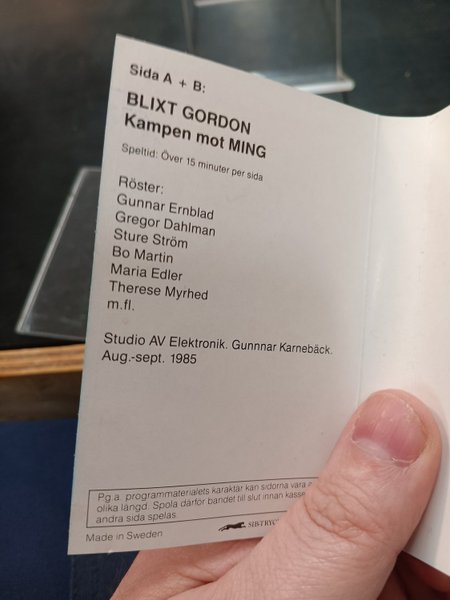 Sida A + B:
BLIXT GORDON
Kampen mot MING
Speltid: Över 15 minuter per sida
Röster:
Gunnar Ernblad
Gregor Dahlman
Sture Ström
Bo Martin
Maria Edler
Therese Myrhed
m.fl.
Studio AV Elektronik. Gunnnar Karnebäck.
Aug.-sept. 1985
Pg.a. programmaterialets karaktär kan sidorna vara
olika längd. Spola därför bandet till slut innan
andra sida spelas.
Made in Sweden